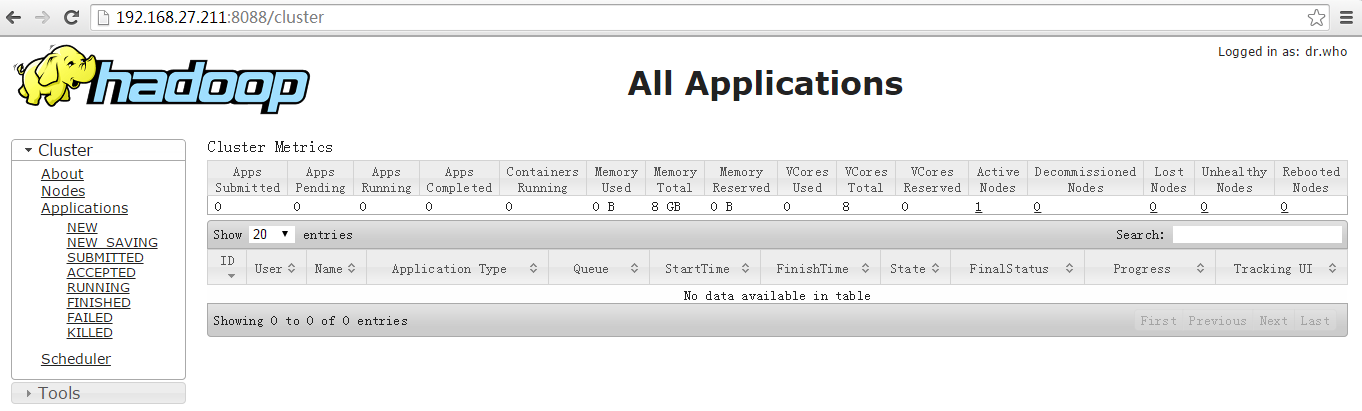 192.168.27.211:8088/cluster
Logged in as: dr.who
hadoop
All Applications
Cluster
About
Nodes
Applications
NEW
NEW_SAVING
SUBMITTED
ACCEPTED
RUNNING
FINISHED
FAILED
KILLED
Scheduler
Tools
Cluster Metrics
Apps Submitted Apps Pending Apps Running Apps Completed Containers Running Memory Used Memory Total Memory Reserved VCores Used VCores Total VCores Reserved Active Nodes Decommissioned Nodes Lost Nodes Unhealthy Nodes Rebooted Nodes
0 0 0 0 0 0 B 8 GB 0 B 0 8 0 1 0 0 0 0
Show 20 entries Search:
ID User Name Application Type Queue StartTime FinishTime State FinalStatus Progress Tracking UI
No data available in table
Showing 0 to 0 of 0 entries First Previous Next Last